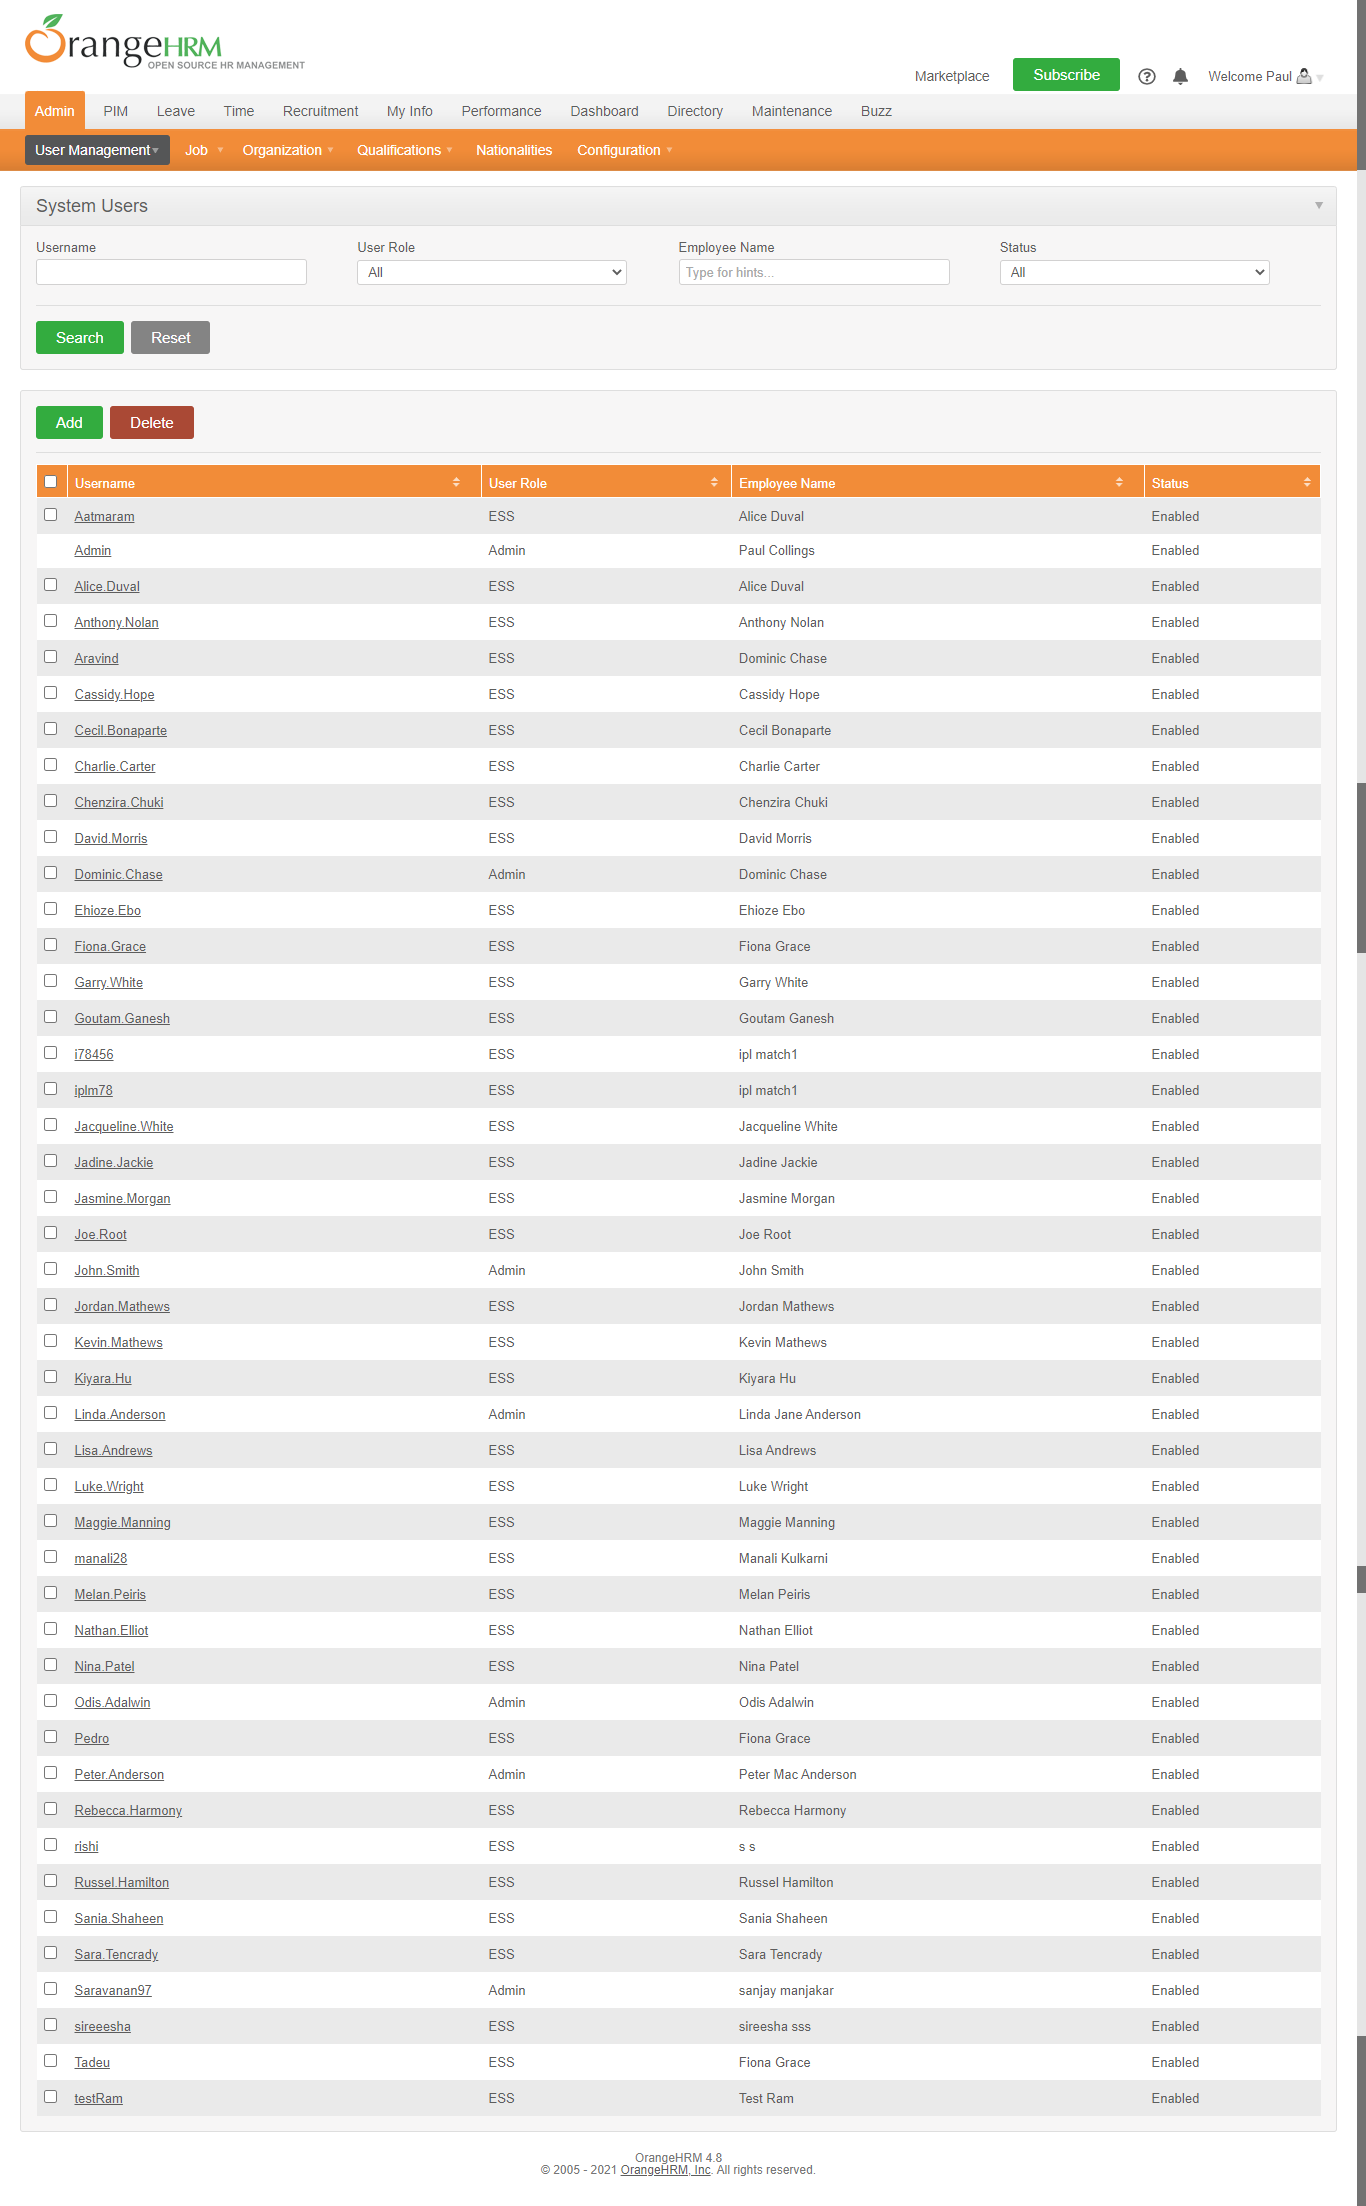 OrangeHRM
OPEN SOURCE HR MANAGEMENT
Marketplace Subscribe Welcome Paul
Admin PIM Leave Time Recruitment My Info Performance Dashboard Directory Maintenance Buzz
User Management Job Organization Qualifications Nationalities Configuration
System Users
Username User Role Employee Name Status
All Type for hints... All
Search Reset
Add Delete
Username User Role Employee Name Status
Aatmaram ESS Alice Duval Enabled
Admin Admin Paul Collings Enabled
Alice.Duval ESS Alice Duval Enabled
Anthony.Nolan ESS Anthony Nolan Enabled
Aravind ESS Dominic Chase Enabled
Cassidy.Hope ESS Cassidy Hope Enabled
Cecil.Bonaparte ESS Cecil Bonaparte Enabled
Charlie.Carter ESS Charlie Carter Enabled
Chenzira.Chuki ESS Chenzira Chuki Enabled
David.Morris ESS David Morris Enabled
Dominic.Chase Admin Dominic Chase Enabled
Ehioze.Ebo ESS Ehioze Ebo Enabled
Fiona.Grace ESS Fiona Grace Enabled
Garry.White ESS Garry White Enabled
Goutam.Ganesh ESS Goutam Ganesh Enabled
i78456 ESS ipl match1 Enabled
iplm78 ESS ipl match1 Enabled
Jacqueline.White ESS Jacqueline White Enabled
Jadine.Jackie ESS Jadine Jackie Enabled
Jasmine.Morgan ESS Jasmine Morgan Enabled
Joe.Root ESS Joe Root Enabled
John.Smith Admin John Smith Enabled
Jordan.Mathews ESS Jordan Mathews Enabled
Kevin.Mathews ESS Kevin Mathews Enabled
Kiyara.Hu ESS Kiyara Hu Enabled
Linda.Anderson Admin Linda Jane Anderson Enabled
Lisa.Andrews ESS Lisa Andrews Enabled
Luke.Wright ESS Luke Wright Enabled
Maggie.Manning ESS Maggie Manning Enabled
manali28 ESS Manali Kulkarni Enabled
Melan.Peiris ESS Melan Peiris Enabled
Nathan.Elliot ESS Nathan Elliot Enabled
Nina.Patel ESS Nina Patel Enabled
Odis.Adalwin Admin Odis Adalwin Enabled
Pedro ESS Fiona Grace Enabled
Peter.Anderson Admin Peter Mac Anderson Enabled
Rebecca.Harmony ESS Rebecca Harmony Enabled
rishi ESS s s Enabled
Russel.Hamilton ESS Russel Hamilton Enabled
Sania.Shaheen ESS Sania Shaheen Enabled
Sara.Tencrady ESS Sara Tencrady Enabled
Saravanan97 Admin sanjay manjakar Enabled
sireeesha ESS sireesha sss Enabled
Tadeu ESS Fiona Grace Enabled
testRam ESS Test Ram Enabled
OrangeHRM 4.8
© 2005 - 2021 OrangeHRM, Inc. All rights reserved.